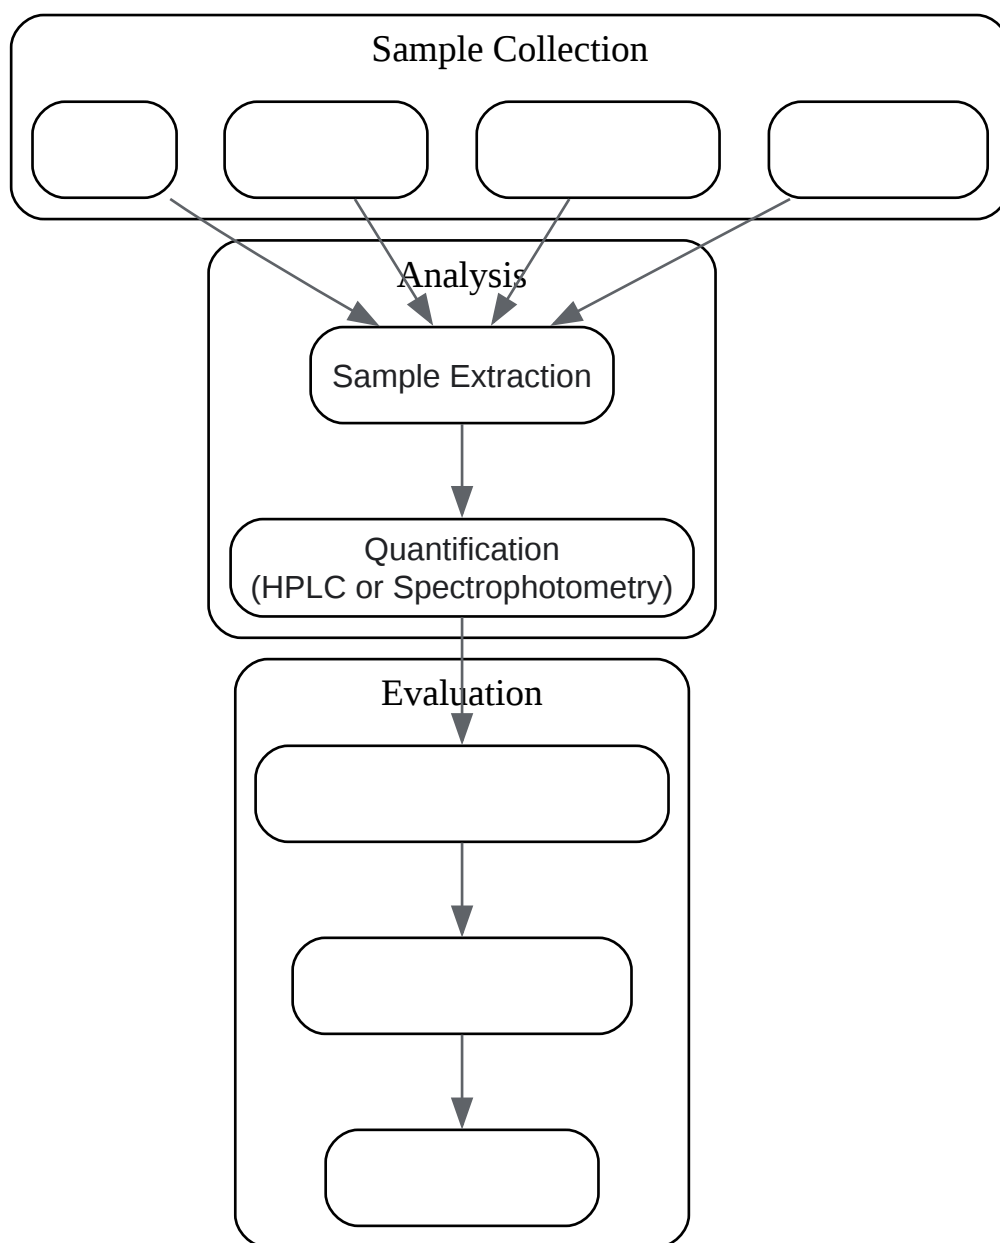 Sample Collection
Analysis
Sample Extraction
Quantification
(HPLC or Spectrophotometry)
Evaluation